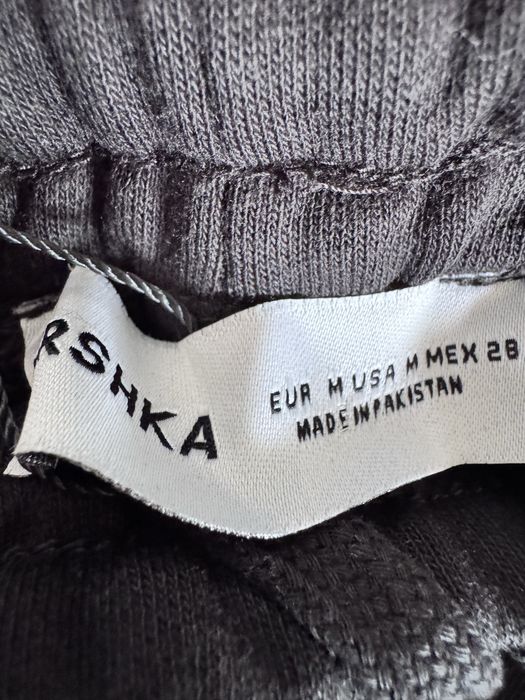 RSHKA
EUR M USA M MEX 28
MADE IN PAKISTAN